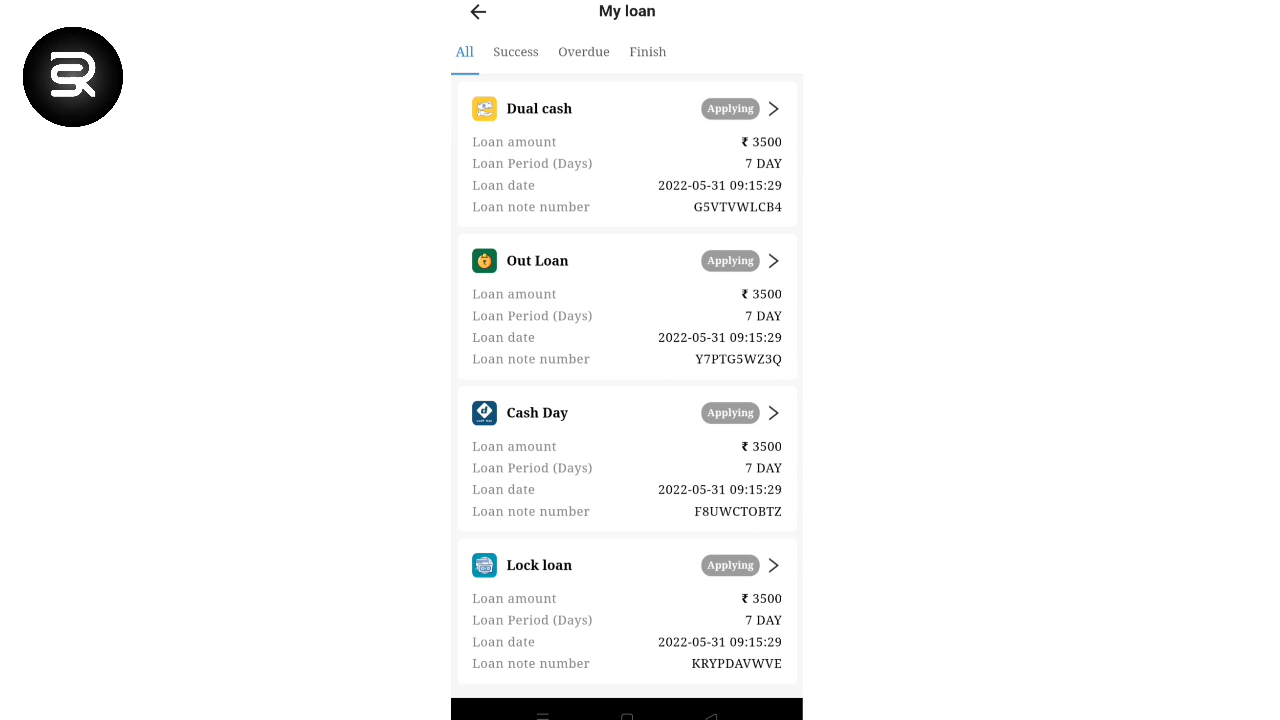 My loan
All Success Overdue Finish
Dual cash Applying
Loan amount ₹ 3500
Loan Period (Days) 7 DAY
Loan date 2022-05-31 09:15:29
Loan note number G5VTVWLCB4
Out Loan Applying
Loan amount ₹ 3500
Loan Period (Days) 7 DAY
Loan date 2022-05-31 09:15:29
Loan note number Y7PTG5WZ3Q
Cash Day Applying
Loan amount ₹ 3500
Loan Period (Days) 7 DAY
Loan date 2022-05-31 09:15:29
Loan note number F8UWCTOBTZ
Lock loan Applying
Loan amount ₹ 3500
Loan Period (Days) 7 DAY
Loan date 2022-05-31 09:15:29
Loan note number KRYPDAVWVE